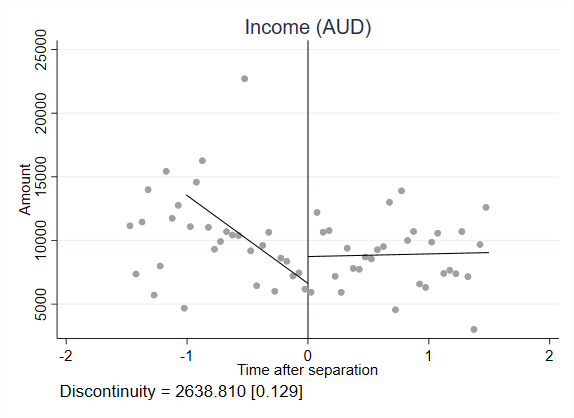 Income (AUD)
25000
20000
15000
10000
5000
Amount
-2
-1
0
1
2
Time after separation
Discontinuity = 2638.810 [0.129]